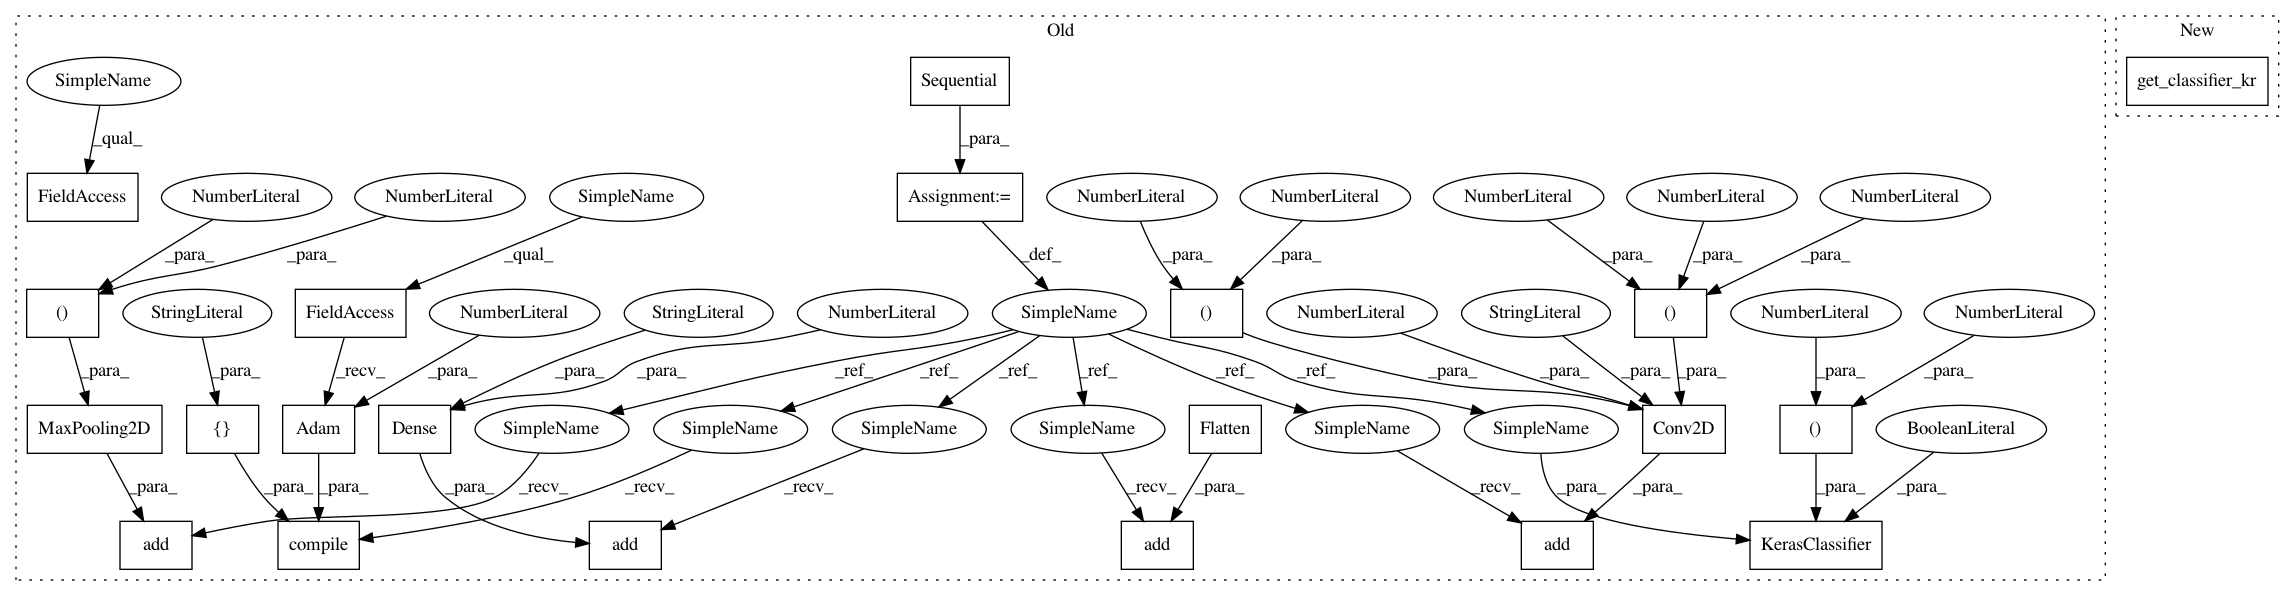 Old
New
SimpleName
Sequential
get_classifier_kr
_qual_
_para_
FieldAccess
NumberLiteral
NumberLiteral
SimpleName
Assignment:=
NumberLiteral
NumberLiteral
NumberLiteral
NumberLiteral
NumberLiteral
_para_
_para_
_qual_
_def_
_para_
_para_
_para_
_para_
_para_
()
StringLiteral
FieldAccess
NumberLiteral
StringLiteral
NumberLiteral
SimpleName
()
NumberLiteral
StringLiteral
()
NumberLiteral
NumberLiteral
_para_
_para_
_recv_
_para_
_para_
_para_
_ref_
_ref_
_ref_
_ref_
_ref_
_ref_
_para_
_para_
_para_
_para_
_para_
_para_
MaxPooling2D
{}
Adam
Dense
SimpleName
SimpleName
SimpleName
SimpleName
Flatten
SimpleName
SimpleName
Conv2D
()
BooleanLiteral
_para_
_para_
_para_
_para_
_recv_
_recv_
_recv_
_recv_
_para_
_recv_
_para_
_para_
_para_
_para_
add
compile
add
add
add
KerasClassifier